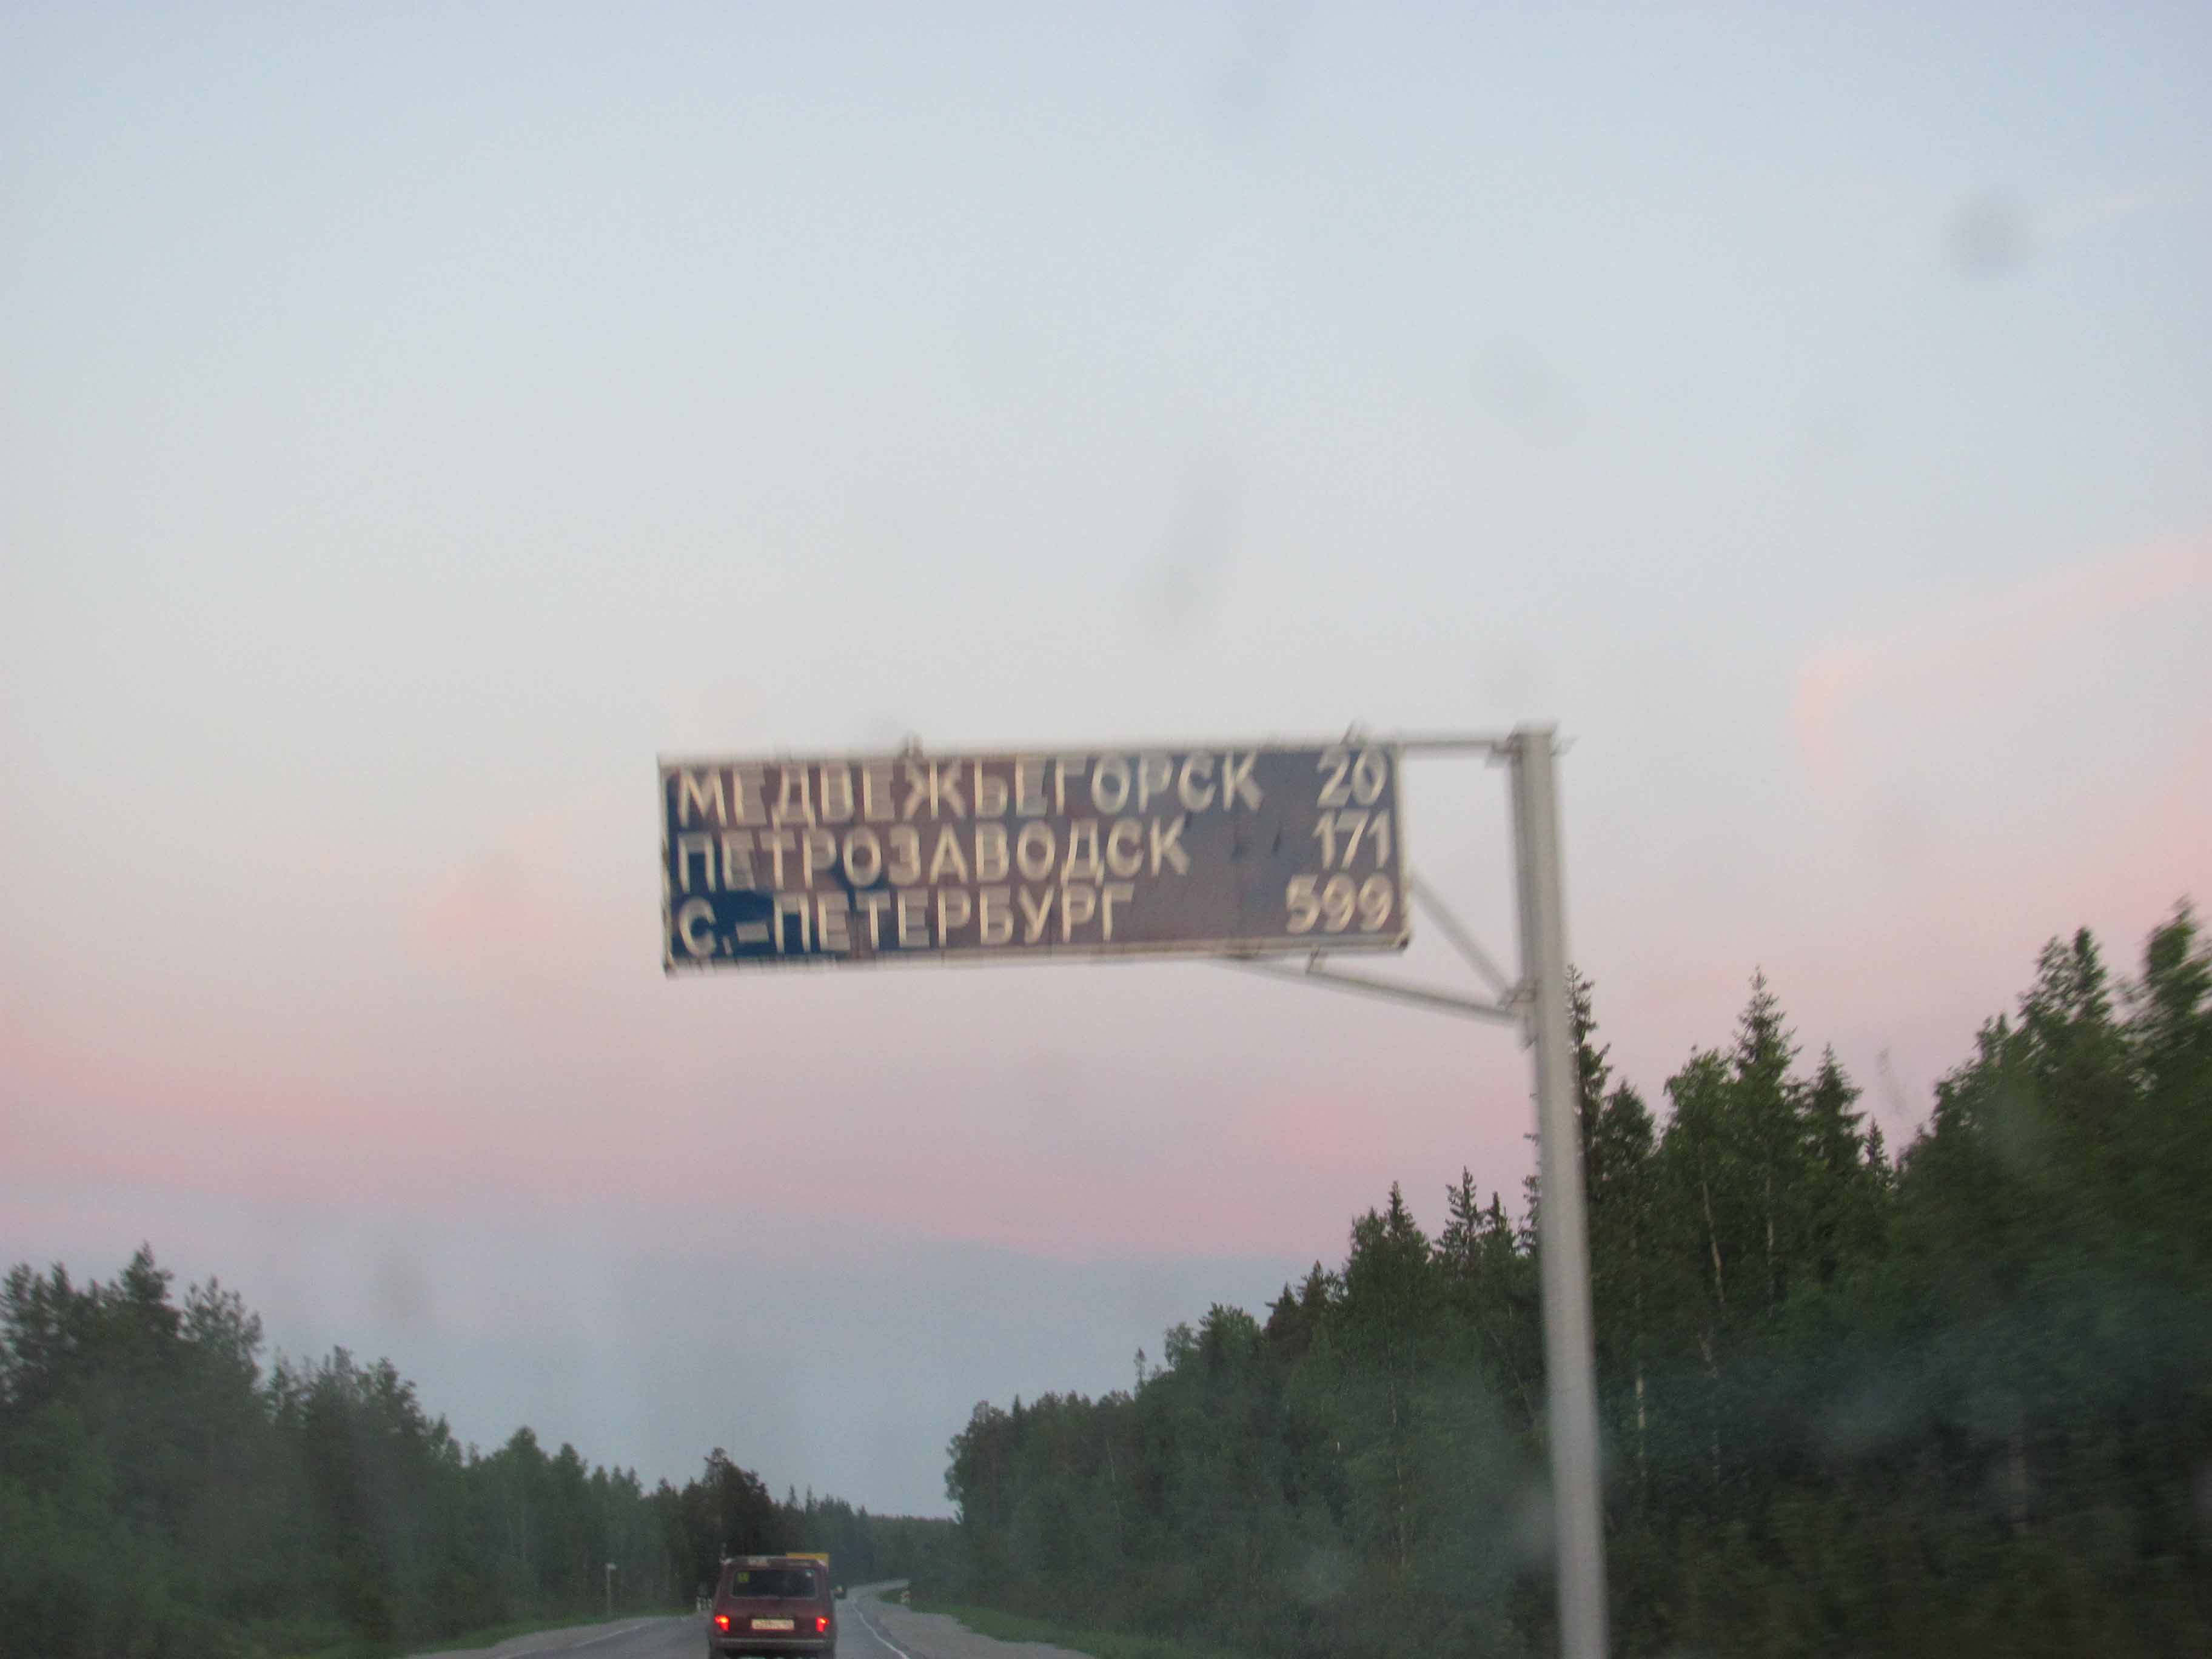 МЕДВЕЖЬЕГОРСК 20
ПЕТРОЗАВОДСК 171
С.-ПЕТЕРБУРГ 599